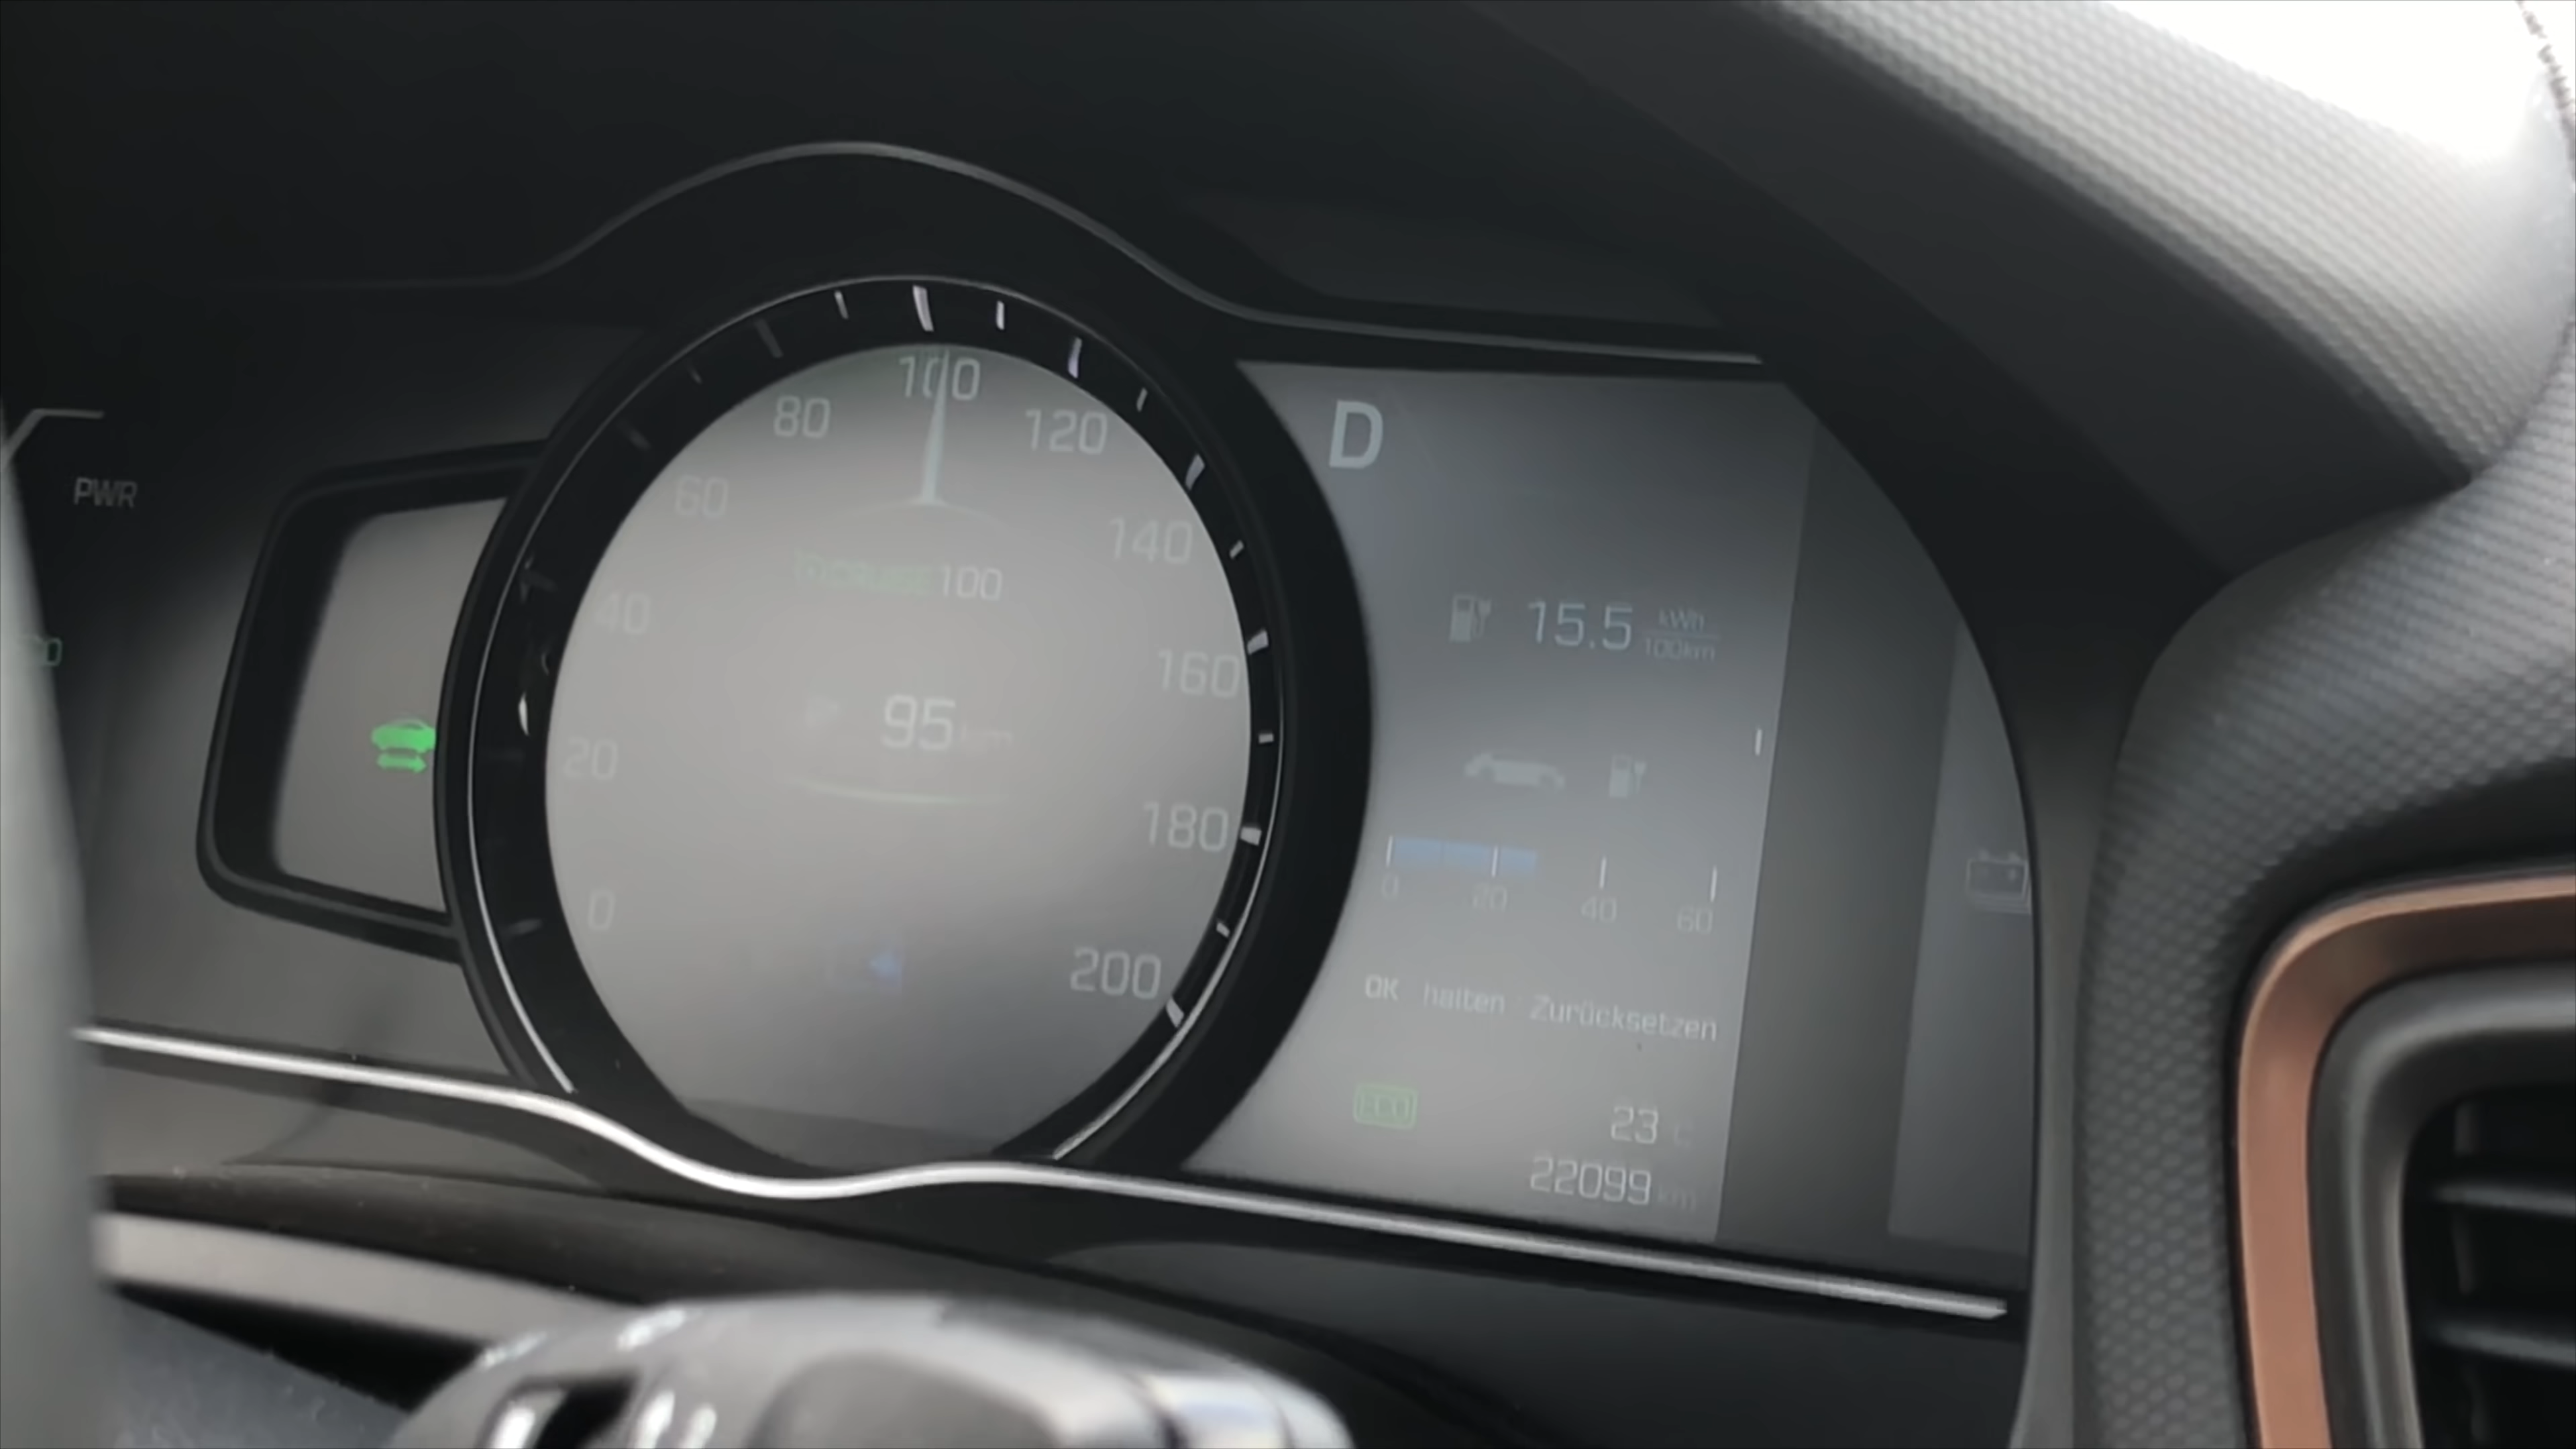 PWR
100
80
120
60
140
CRUISE 100
40
160
95 km
20
180
0
200
D
15.5 kWh
100km
0 20 40 60
OK halten : Zurücksetzen
ECO
23 °C
22099 km